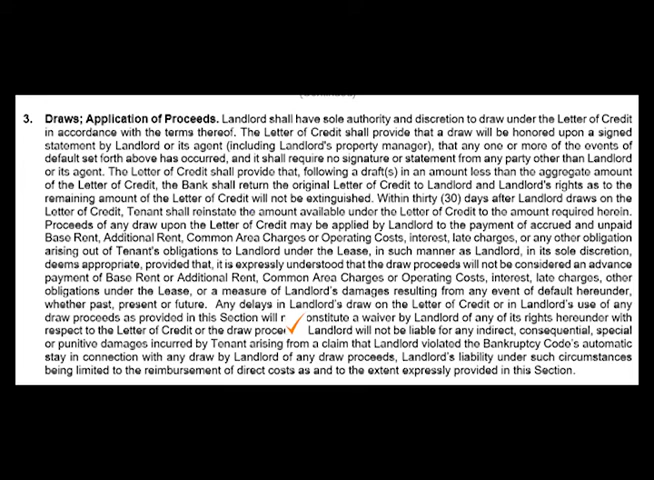 3. Draws; Application of Proceeds. Landlord shall have sole authority and discretion to draw under the Letter of Credit
in accordance with the terms thereof. The Letter of Credit shall provide that a draw will be honored upon a signed
statement by Landlord or its agent (including Landlord's property manager), that any one or more of the events of
default set forth above has occurred, and it shall require no signature or statement from any party other than Landlord
or its agent. The Letter of Credit shall provide that, following a draft(s) in an amount less than the aggregate amount
of the Letter of Credit, the Bank shall return the original Letter of Credit to Landlord and Landlord's rights as to the
remaining amount of the Letter of Credit will not be extinguished. Within thirty (30) days after Landlord draws on the
Letter of Credit, Tenant shall reinstate the amount available under the Letter of Credit to the amount required herein.
Proceeds of any draw upon the Letter of Credit may be applied by Landlord to the payment of accrued and unpaid
Base Rent, Additional Rent, Common Area Charges or Operating Costs, interest, late charges, or any other obligation
arising out of Tenant's obligations to Landlord under the Lease, in such manner as Landlord, in its sole discretion,
deems appropriate, provided that, it is expressly understood that the draw proceeds will not be considered an advance
payment of Base Rent or Additional Rent, Common Area Charges or Operating Costs, interest, late charges, other
obligations under the Lease, or a measure of Landlord's damages resulting from any event of default hereunder,
whether past, present or future. Any delays in Landlord's draw on the Letter of Credit or in Landlord's use of any
draw proceeds as provided in this Section will onstitute a waiver by Landlord of any of its rights hereunder with
respect to the Letter of Credit or the draw procee Landlord will not be liable for any indirect, consequential, special
or punitive damages incurred by Tenant arising from a claim that Landlord violated the Bankruptcy Code's automatic
stay in connection with any draw by Landlord of any draw proceeds, Landlord's liability under such circumstances
being limited to the reimbursement of direct costs as and to the extent expressly provided in this Section.